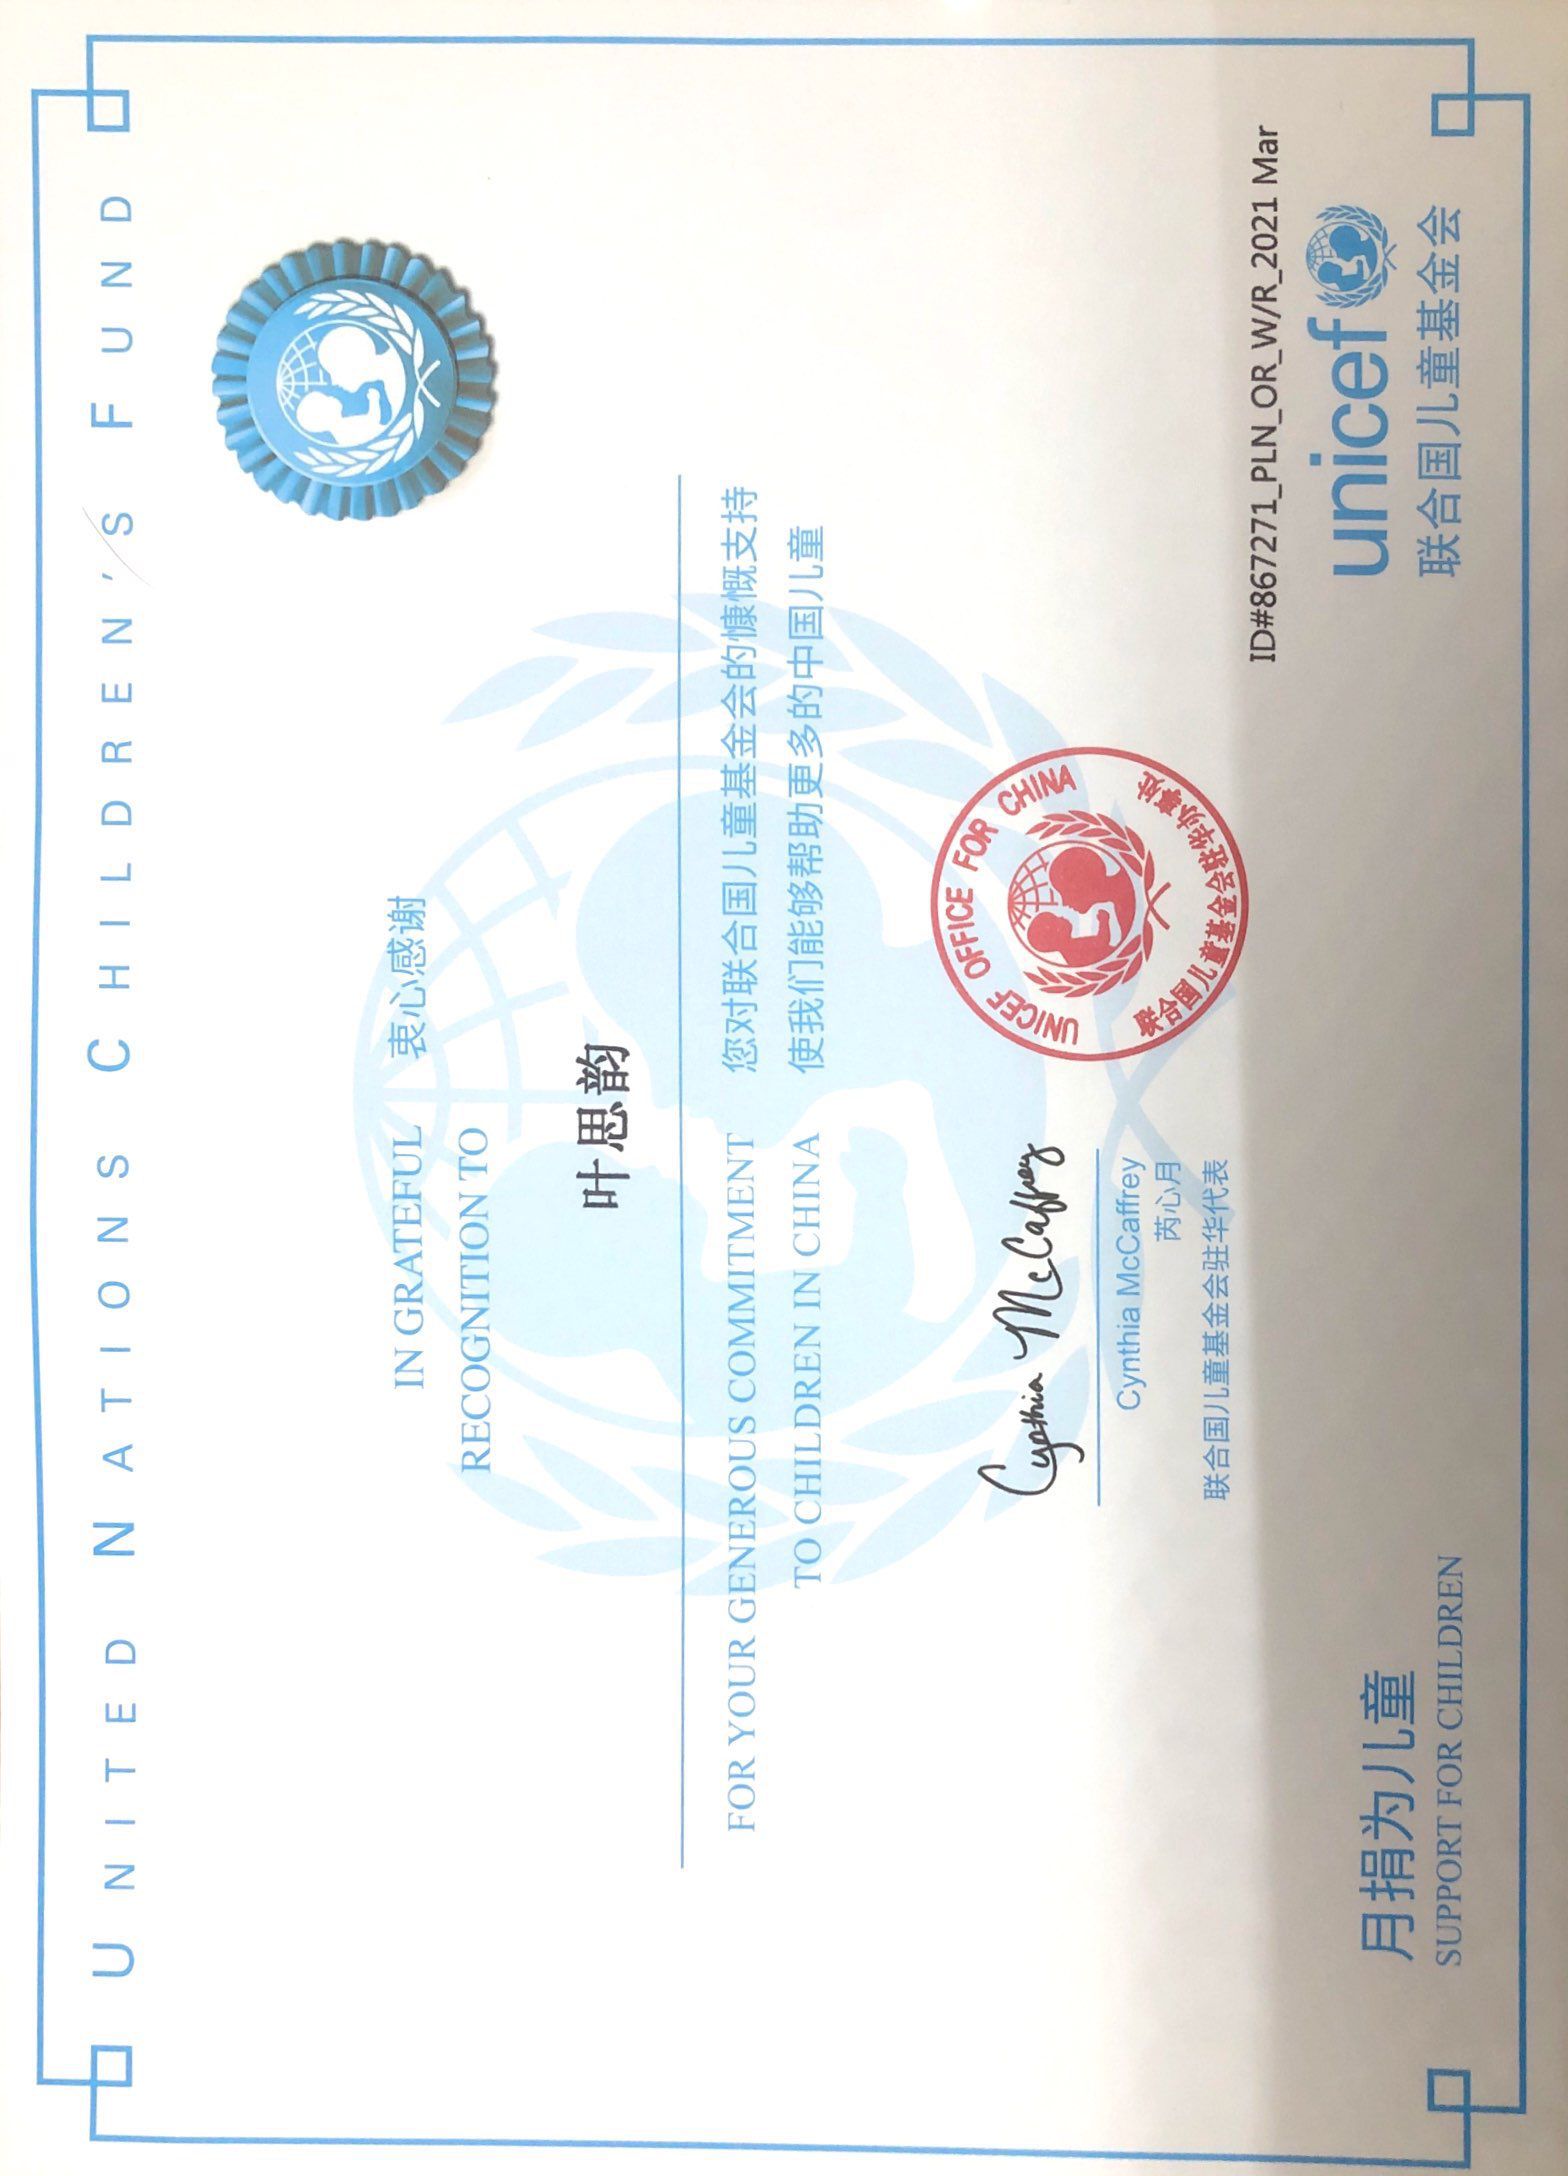 UNITED NATIONS CHILDREN'S FUND
IN GRATEFUL 衷心感谢
RECOGNITION TO
叶思韵
FOR YOUR GENEROUS COMMITMENT 您对联合国儿童基金会的慷慨支持
TO CHILDREN IN CHINA 使我们能够帮助更多的中国儿童
Cynthia McCaffrey
Cynthia McCaffrey
芮心月
联合国儿童基金会驻华代表
UNICEF OFFICE FOR CHINA
联合国儿童基金会驻华办事处
ID#867271_PLN_OR_W/R_2021 Mar
月捐为儿童
SUPPORT FOR CHILDREN
unicef
联合国儿童基金会